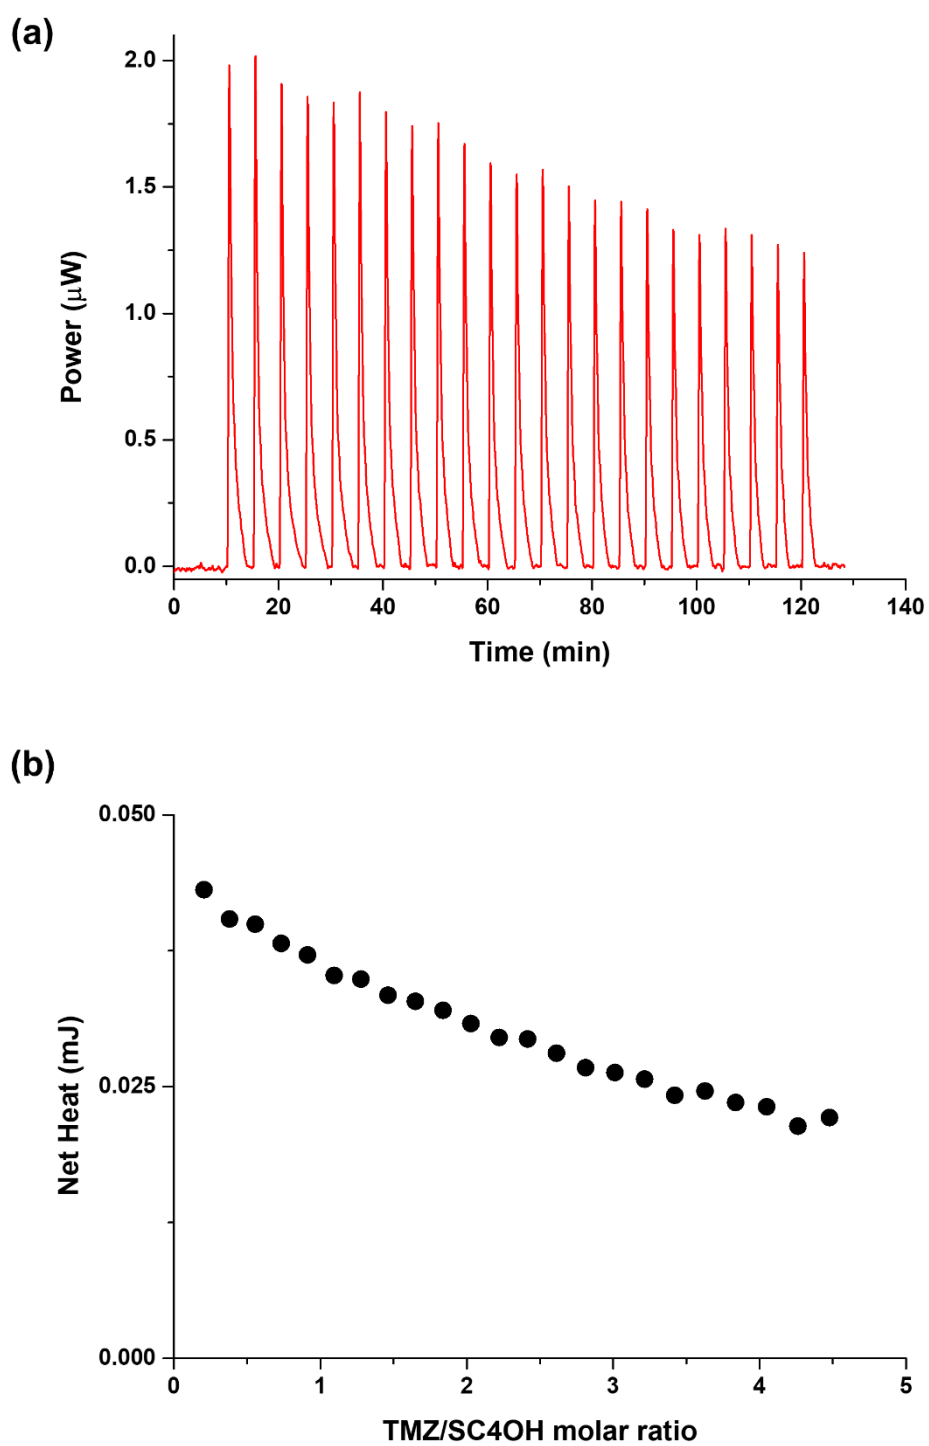 (a)
Power (μW)
2.0
1.5
1.0
0.5
0.0
0 20 40 60 80 100 120 140
Time (min)
(b)
Net Heat (mJ)
0.050
0.025
0.000
0 1 2 3 4 5
TMZ/SC4OH molar ratio